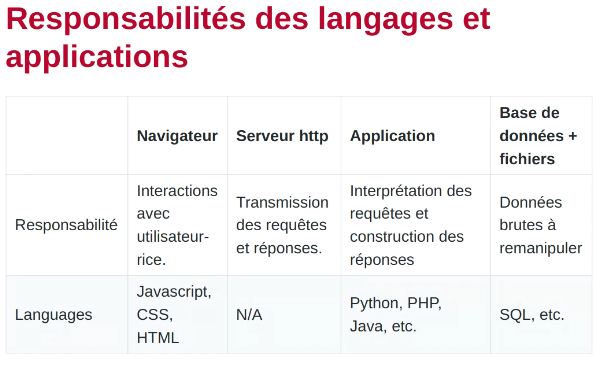 Responsabilités des langages et
applications
Navigateur Serveur http Application Base de données + fichiers
Responsabilité
Interactions
avec
utilisateur-
rice.
Transmission
des requêtes
et réponses.
Interprétation des
requêtes et
construction des
réponses
Données
brutes à
remanipuler
Languages
Javascript,
CSS,
HTML
N/A
Python, PHP,
Java, etc.
SQL, etc.